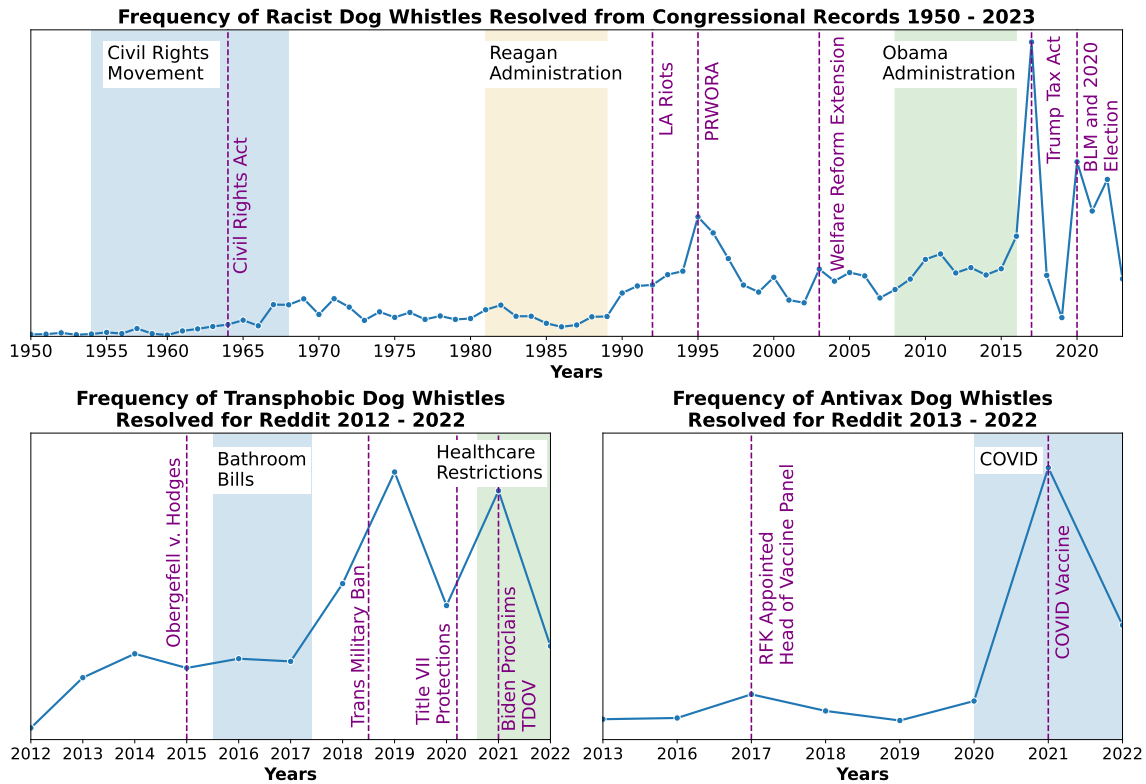 Frequency of Racist Dog Whistles Resolved from Congressional Records 1950 - 2023
Civil Rights
Movement
Civil Rights Act
Reagan
Administration
LA Riots
PRWORA
Welfare Reform Extension
Obama
Administration
Trump Tax Act
BLM and 2020
Election
1950 1955 1960 1965 1970 1975 1980 1985 1990 1995 2000 2005 2010 2015 2020
Years
Frequency of Transphobic Dog Whistles
Resolved for Reddit 2012 - 2022
Obergefell v. Hodges
Bathroom
Bills
Trans Military Ban
Title VII
Protections
Healthcare
Restrictions
Biden Proclaims
TDOV
2012 2013 2014 2015 2016 2017 2018 2019 2020 2021 2022
Years
Frequency of Antivax Dog Whistles
Resolved for Reddit 2013 - 2022
RFK Appointed
Head of Vaccine Panel
COVID
COVID Vaccine
2013 2016 2017 2018 2019 2020 2021 2022
Years